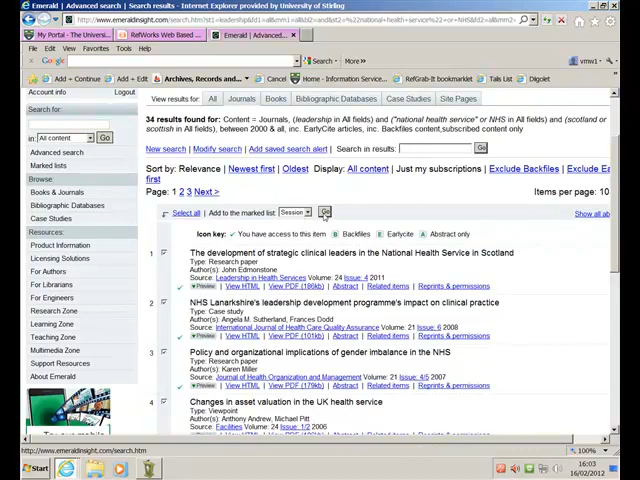 Emerald | Advanced search | Search results - Internet Explorer provided by University of Stirling
My Portal - The Universi...
RefWorks Web Based ...
Emerald | Advanced s...
File Edit View Favorites Tools Help
Google
Search
More
vmw1
Add + Continue
Edit +
Archives, Records and...
Cancel
Home - Information Service...
RefGrab-It bookmarklet
Talis List
Digolet
Account info
Logout
Search for:
in: All content
Go
Advanced search
Marked lists
Browse:
Books & Journals
Bibliographic Databases
Case Studies
Resources:
Product Information
Licensing Solutions
For Authors
For Librarians
For Engineers
Research Zone
Learning Zone
Teaching Zone
Multimedia Zone
Support Resources
About Emerald
View results for: All Journals Books Bibliographic Databases Case Studies Site Pages
34 results found for: Content = Journals, (leadership in All fields) and ("national health service" or NHS in All fields) and (scotland or
scottish in All fields), between 2000 & all, inc. EarlyCite articles, inc. Backfiles content,subscribed content only
New search | Modify search | Add saved search alert | Search in results:
Go
Sort by: Relevance | Newest first | Oldest
first
Display: All content | Just my subscriptions | Exclude Backfiles | Exclude Ea
Page: 1 2 3 Next >
Items per page: 10
Select all | Add to the marked list: Session
Go
Show all ab
Icon key: You have access to this item B Backfiles E Earlycite A Abstract only
1 The development of strategic clinical leaders in the National Health Service in Scotland
Type: Research paper
Author(s): John Edmonstone
Source: Leadership in Health Services Volume: 24 Issue: 4 2011
Preview | View HTML | View PDF (186kb) | Abstract | Related items | Reprints & permissions
2 NHS Lanarkshire's leadership development programme's impact on clinical practice
Type: Case study
Author(s): Angela M. Sutherland, Frances Dodd
Source: International Journal of Health Care Quality Assurance Volume: 21 Issue: 6 2008
Preview | View HTML | View PDF (101kb) | Abstract | Related items | Reprints & permissions
3 Policy and organizational implications of gender imbalance in the NHS
Type: Research paper
Author(s): Karen Miller
Source: Journal of Health Organization and Management Volume: 21 Issue: 4/5 2007
Preview | View HTML | View PDF (179kb) | Abstract | Related items | Reprints & permissions
4 Changes in asset valuation in the UK health service
Type: Viewpoint
Author(s): Anthony Andrew, Michael Pitt
Source: Facilities Volume: 24 Issue: 1/2 2006
http://www.emeraldinsight.com/search.htm
100%
Start
16:03
16/02/2012